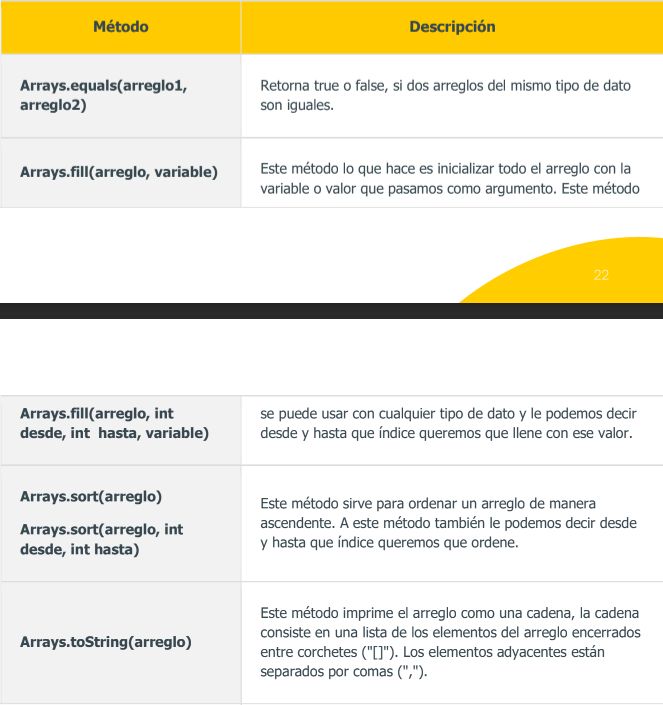 Método
Descripción
Arrays.equals(arreglo1,
arreglo2)
Retorna true o false, si dos arreglos del mismo tipo de dato
son iguales.
Arrays.fill(arreglo, variable)
Este método lo que hace es inicializar todo el arreglo con la
variable o valor que pasamos como argumento. Este método
22
Arrays.fill(arreglo, int
desde, int  hasta, variable)
se puede usar con cualquier tipo de dato y le podemos decir
desde y hasta que índice queremos que llene con ese valor.
Arrays.sort(arreglo)
Arrays.sort(arreglo, int
desde, int hasta)
Este método sirve para ordenar un arreglo de manera
ascendente. A este método también le podemos decir desde
y hasta que índice queremos que ordene.
Arrays.toString(arreglo)
Este método imprime el arreglo como una cadena, la cadena
consiste en una lista de los elementos del arreglo encerrados
entre corchetes ("[]"). Los elementos adyacentes están
separados por comas (",").